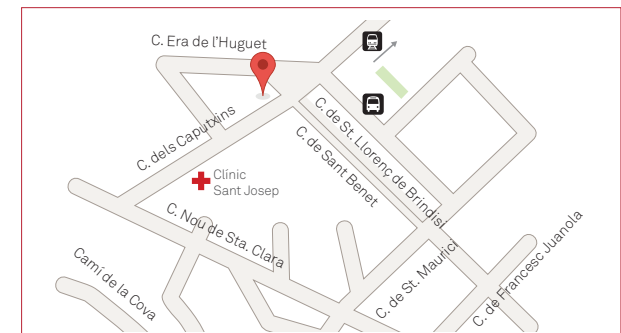 C. Era de l'Huguet
C. dels Caputxins
C. de St. Llorenç de Brindisi
C. de Sant Benet
Clínic
Sant Josep
C. Nou de Sta. Clara
Camí de la Cova
C. de St. Maurici
C. de Francesc Juanola